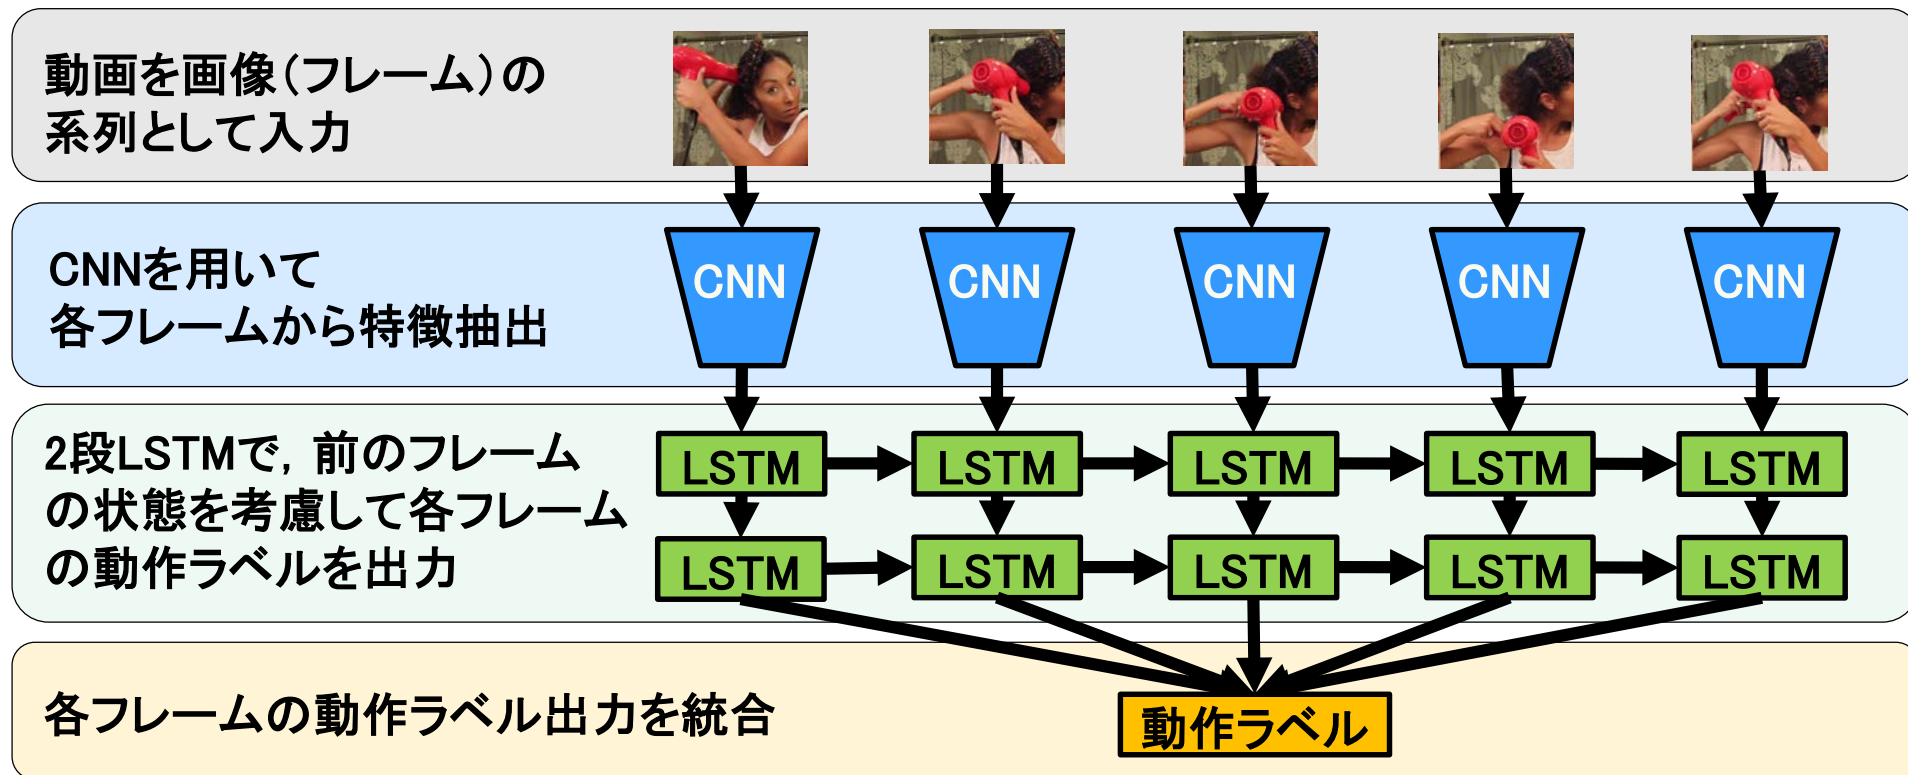 動画を画像(フレーム)の
系列として入力
CNNを用いて
各フレームから特徴抽出
CNN CNN CNN CNN CNN
2段LSTMで, 前のフレーム
の状態を考慮して各フレーム
の動作ラベルを出力
LSTM LSTM LSTM LSTM LSTM
LSTM LSTM LSTM LSTM LSTM
各フレームの動作ラベル出力を統合
動作ラベル